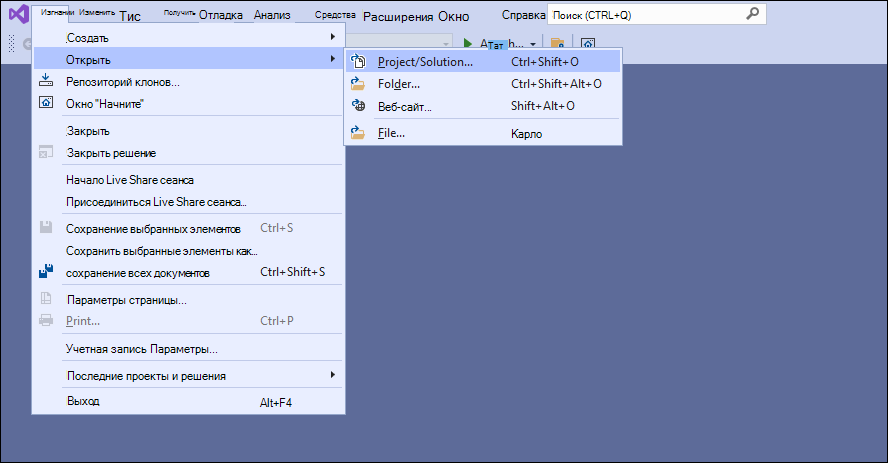 Изгнании Изменить Тис Получить Отладка Анализ Средства Расширения Окно Справка Поиск (CTRL+Q)
Создать
Открыть
Репозиторий клонов...
Окно "Начните"
Закрыть
Закрыть решение
Начало Live Share сеанса
Присоединиться Live Share сеанса...
Сохранение выбранных элементов Ctrl+S
Сохранить выбранные элементы как...
сохранение всех документов Ctrl+Shift+S
Параметры страницы...
Print... Ctrl+P
Учетная запись Параметры...
Последние проекты и решения
Выход Alt+F4
Тат
Project/Solution... Ctrl+Shift+O
Folder... Ctrl+Shift+Alt+O
Веб-сайт... Shift+Alt+O
File... Карло